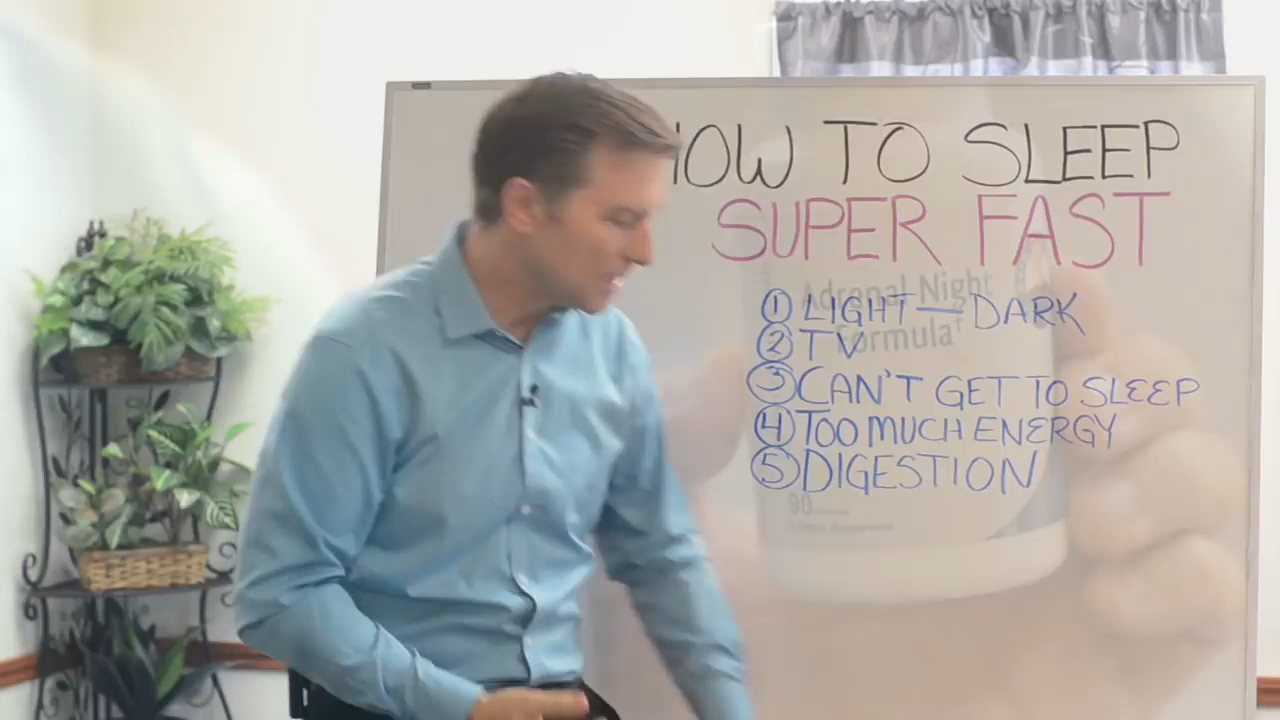 HOW TO SLEEP
SUPER FAST
① LIGHT — DARK
② TV
③ CAN'T GET TO SLEEP
④ TOO MUCH ENERGY
⑤ DIGESTION
Adrenal Night
Formula†
90